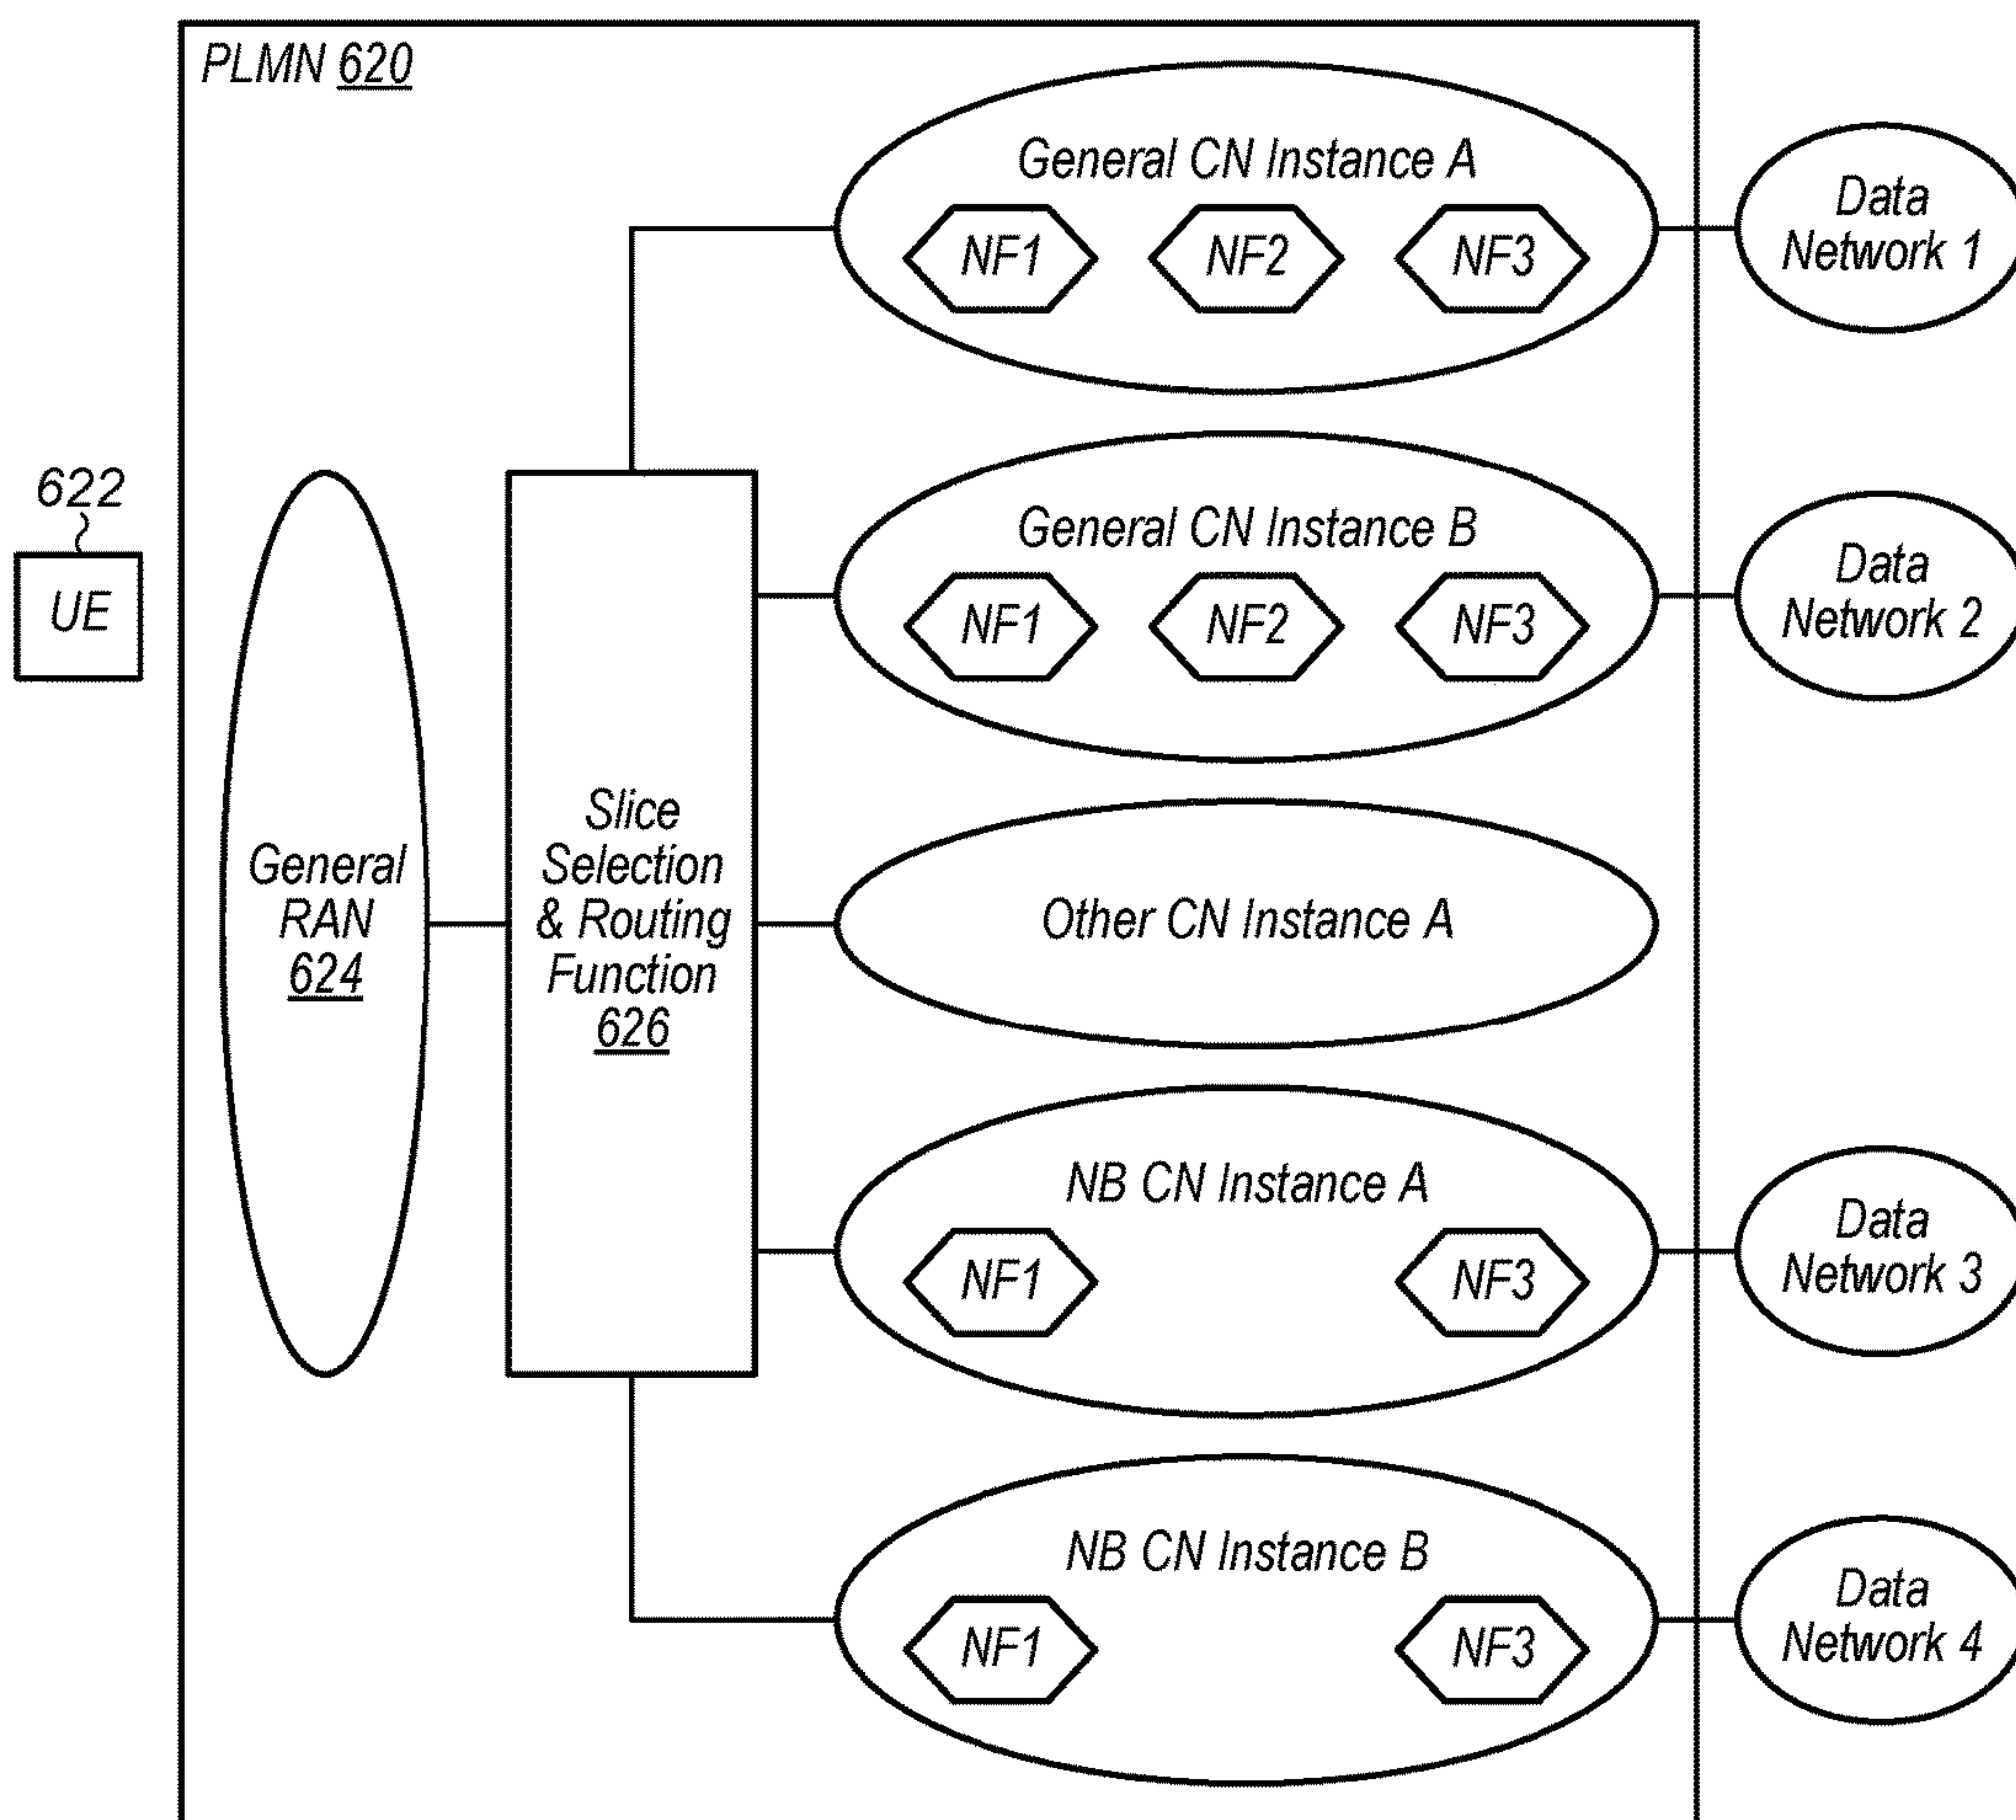 PLMN 620
General CN Instance A
NF1 NF2 NF3
Data
Network 1
622
UE
General CN Instance B
NF1 NF2 NF3
Data
Network 2
General
RAN
624
Slice
Selection
& Routing
Function
626
Other CN Instance A
NB CN Instance A
NF1 NF3
Data
Network 3
NB CN Instance B
NF1 NF3
Data
Network 4